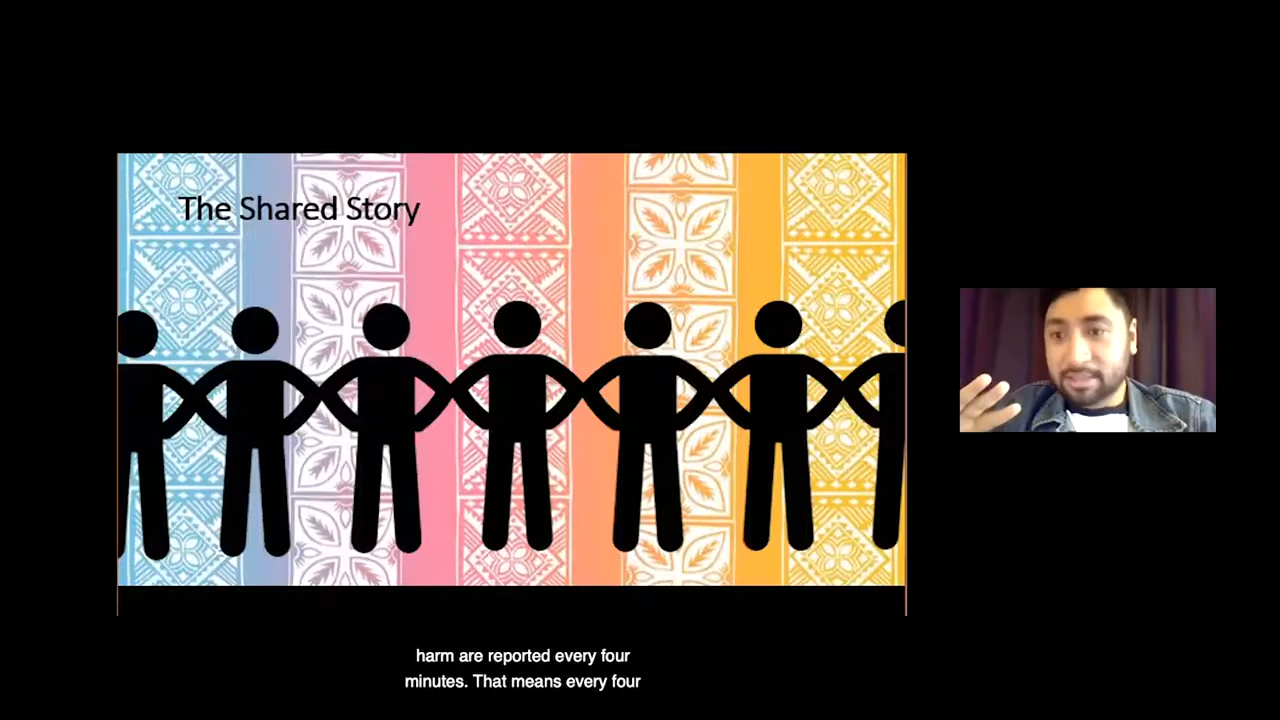 The Shared Story
harm are reported every four
minutes. That means every four